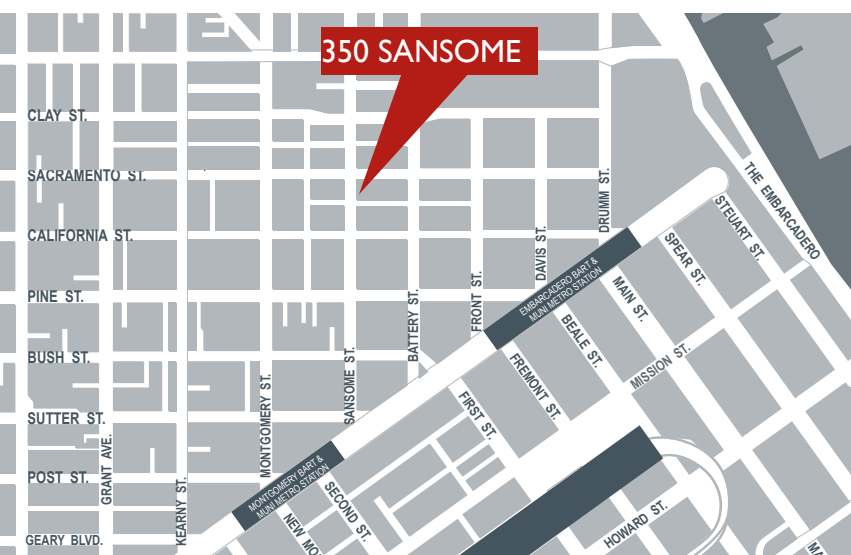 350 SANSOME
CLAY ST.
SACRAMENTO ST.
CALIFORNIA ST.
PINE ST.
BUSH ST.
SUTTER ST.
POST ST.
GEARY BLVD.
GRANT AVE.
KEARNY ST.
MONTGOMERY ST.
SANSOME ST.
BATTERY ST.
FRONT ST.
DAVIS ST.
DRUMM ST.
THE EMBARCADERO
STEUART ST.
SPEAR ST.
MAIN ST.
BEALE ST.
FREMONT ST.
FIRST ST.
MISSION ST.
EMBARCADERO BART &
MUNI METRO STATION
MONTGOMERY BART &
MUNI METRO STATION
SECOND ST.
NEW MO
HOWARD ST.